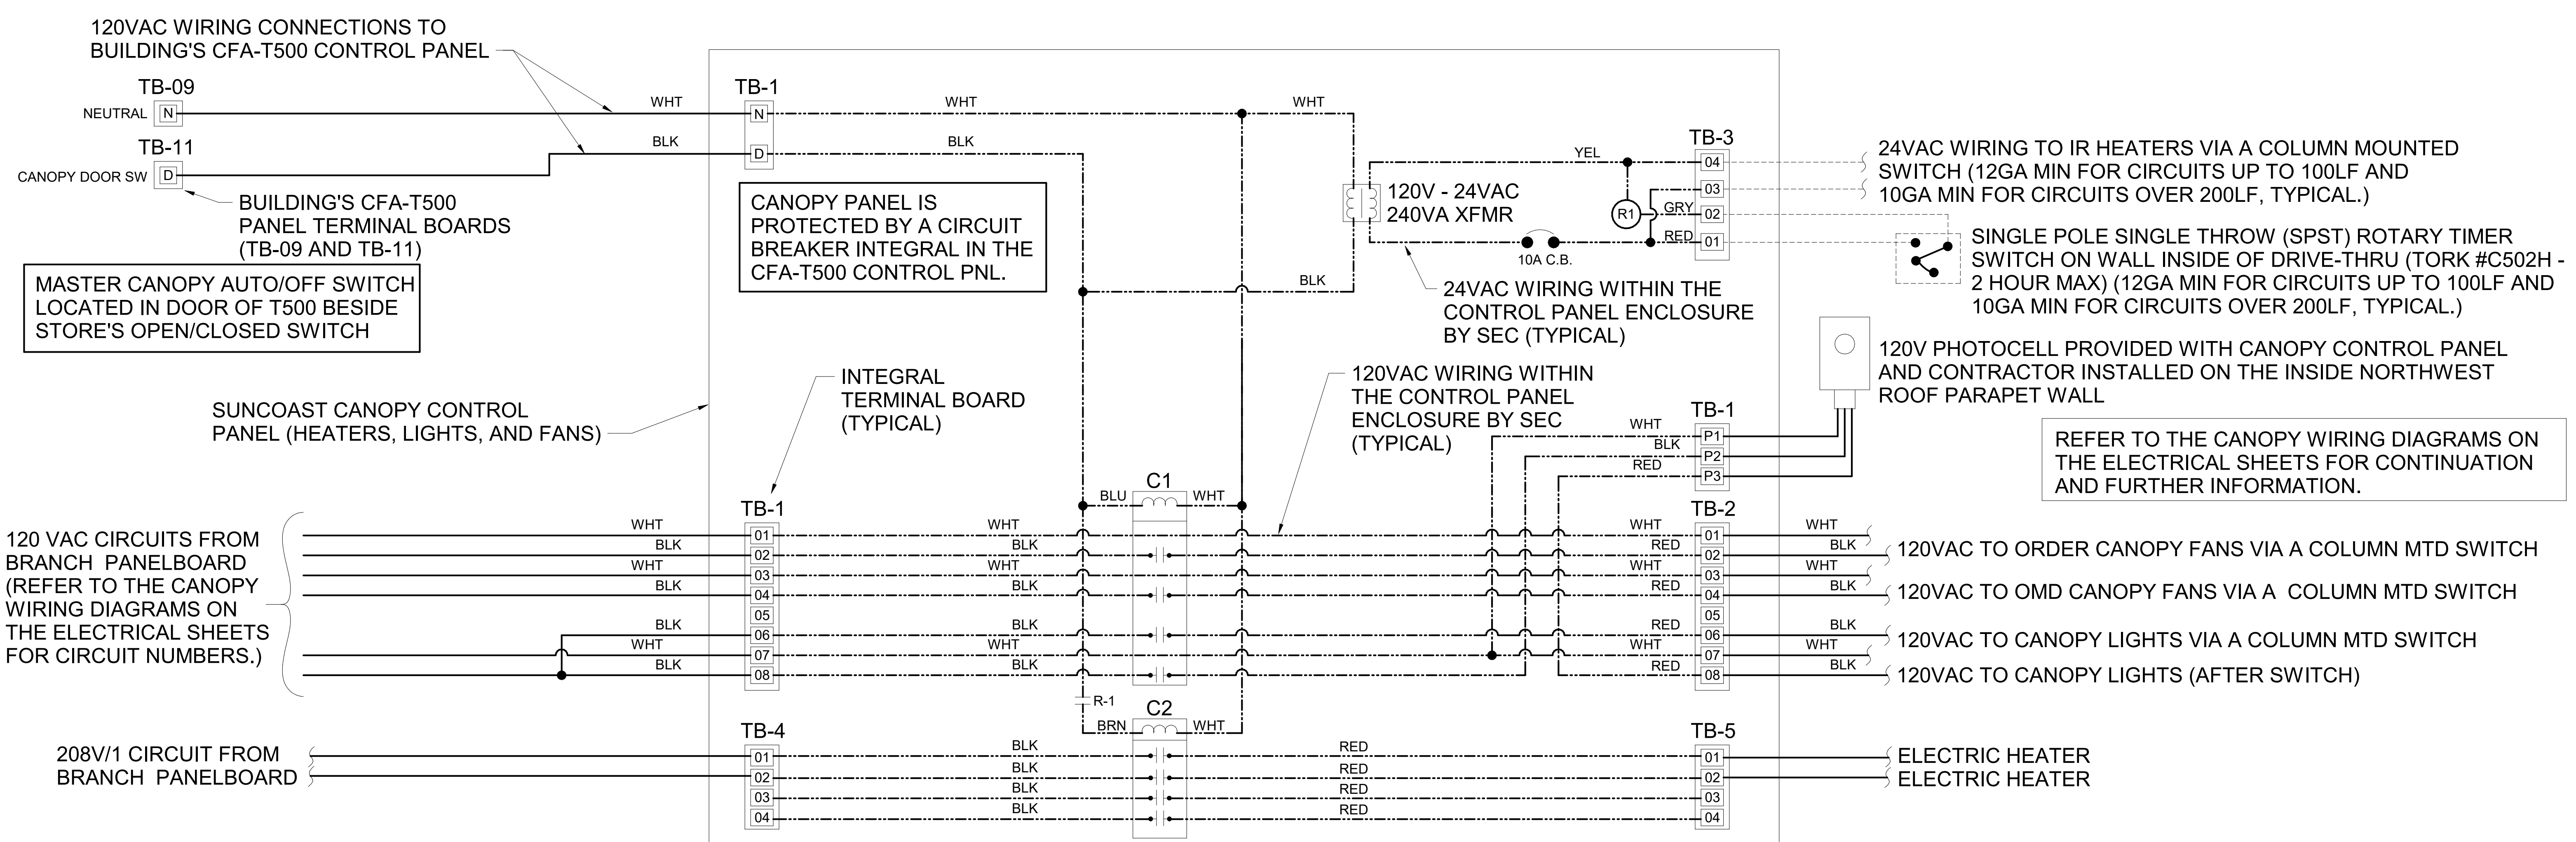 120VAC WIRING CONNECTIONS TO
BUILDING'S CFA-T500 CONTROL PANEL
TB-09
NEUTRAL
N
WHT
TB-11
CANOPY DOOR SW
D
BLK
BUILDING'S CFA-T500
PANEL TERMINAL BOARDS
(TB-09 AND TB-11)
MASTER CANOPY AUTO/OFF SWITCH
LOCATED IN DOOR OF T500 BESIDE
STORE'S OPEN/CLOSED SWITCH
TB-1
N
WHT
WHT
D
BLK
CANOPY PANEL IS
PROTECTED BY A CIRCUIT
BREAKER INTEGRAL IN THE
CFA-T500 CONTROL PNL.
BLK
120V - 24VAC
240VA XFMR
YEL
R1
GRY
RED
10A C.B.
TB-3
04
03
02
01
24VAC WIRING TO IR HEATERS VIA A COLUMN MOUNTED
SWITCH (12GA MIN FOR CIRCUITS UP TO 100LF AND
10GA MIN FOR CIRCUITS OVER 200LF, TYPICAL.)
SINGLE POLE SINGLE THROW (SPST) ROTARY TIMER
SWITCH ON WALL INSIDE OF DRIVE-THRU (TORK #C502H -
2 HOUR MAX) (12GA MIN FOR CIRCUITS UP TO 100LF AND
10GA MIN FOR CIRCUITS OVER 200LF, TYPICAL.)
24VAC WIRING WITHIN THE
CONTROL PANEL ENCLOSURE
BY SEC (TYPICAL)
120V PHOTOCELL PROVIDED WITH CANOPY CONTROL PANEL
AND CONTRACTOR INSTALLED ON THE INSIDE NORTHWEST
ROOF PARAPET WALL
REFER TO THE CANOPY WIRING DIAGRAMS ON
THE ELECTRICAL SHEETS FOR CONTINUATION
AND FURTHER INFORMATION.
SUNCOAST CANOPY CONTROL
PANEL (HEATERS, LIGHTS, AND FANS)
INTEGRAL
TERMINAL BOARD
(TYPICAL)
120VAC WIRING WITHIN
THE CONTROL PANEL
ENCLOSURE BY SEC
(TYPICAL)
TB-1
WHT
P1
BLK
P2
RED
P3
C1
BLU
WHT
120 VAC CIRCUITS FROM
BRANCH PANELBOARD
(REFER TO THE CANOPY
WIRING DIAGRAMS ON
THE ELECTRICAL SHEETS
FOR CIRCUIT NUMBERS.)
TB-1
TB-2
WHT 01 WHT WHT 01 WHT
BLK 02 BLK RED 02 BLK
WHT 03 WHT WHT 03 WHT
BLK 04 BLK RED 04 BLK
05 05
BLK 06 BLK RED 06 BLK
WHT 07 WHT WHT 07 WHT
BLK 08 BLK RED 08 BLK
120VAC TO ORDER CANOPY FANS VIA A COLUMN MTD SWITCH
120VAC TO OMD CANOPY FANS VIA A COLUMN MTD SWITCH
120VAC TO CANOPY LIGHTS VIA A COLUMN MTD SWITCH
120VAC TO CANOPY LIGHTS (AFTER SWITCH)
R-1
C2
BRN
WHT
208V/1 CIRCUIT FROM
BRANCH PANELBOARD
TB-4
TB-5
01 BLK RED 01
02 BLK RED 02
03 BLK RED 03
04 BLK RED 04
ELECTRIC HEATER
ELECTRIC HEATER